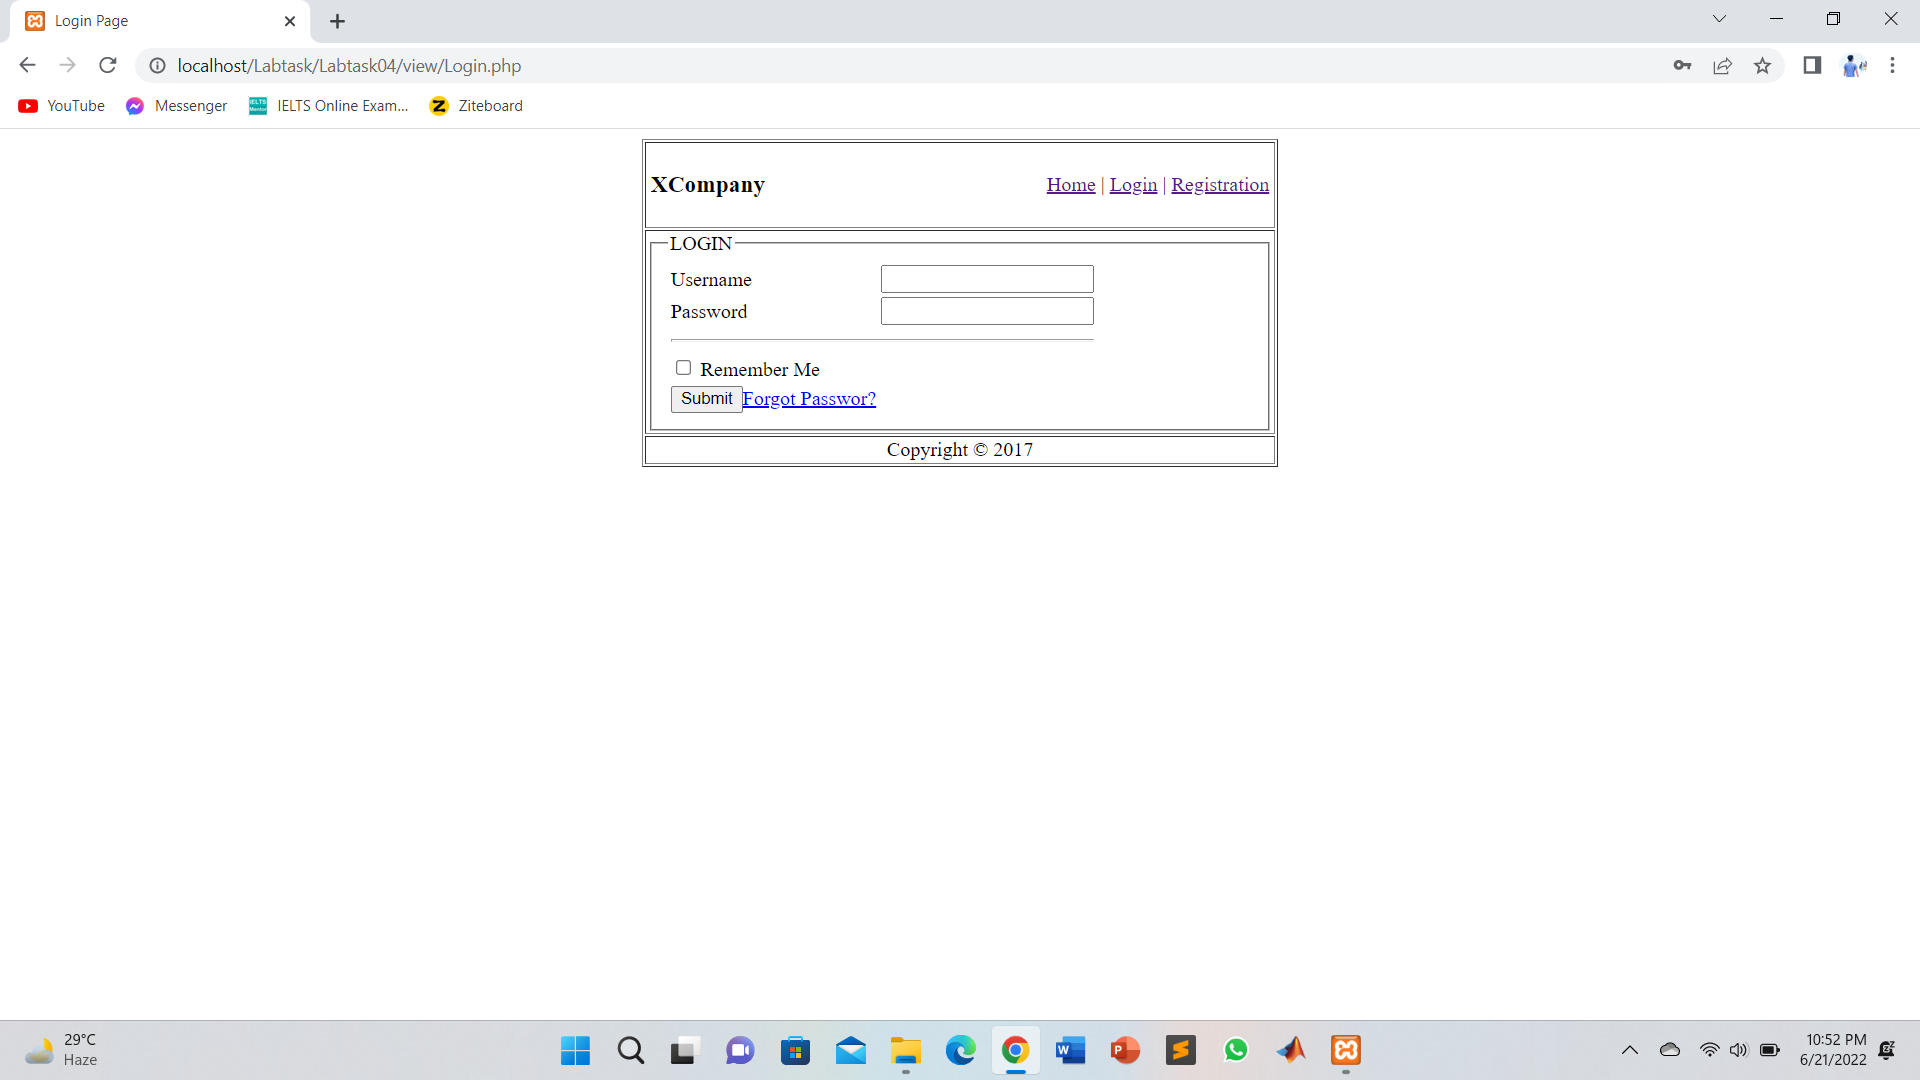 Login Page
localhost/Labtask/Labtask04/view/Login.php
YouTube Messenger IELTS Online Exam... Ziteboard
XCompany Home | Login | Registration
LOGIN
Username
Password
Remember Me
Submit Forgot Passwor?
Copyright © 2017
29°C
Haze
10:52 PM
6/21/2022